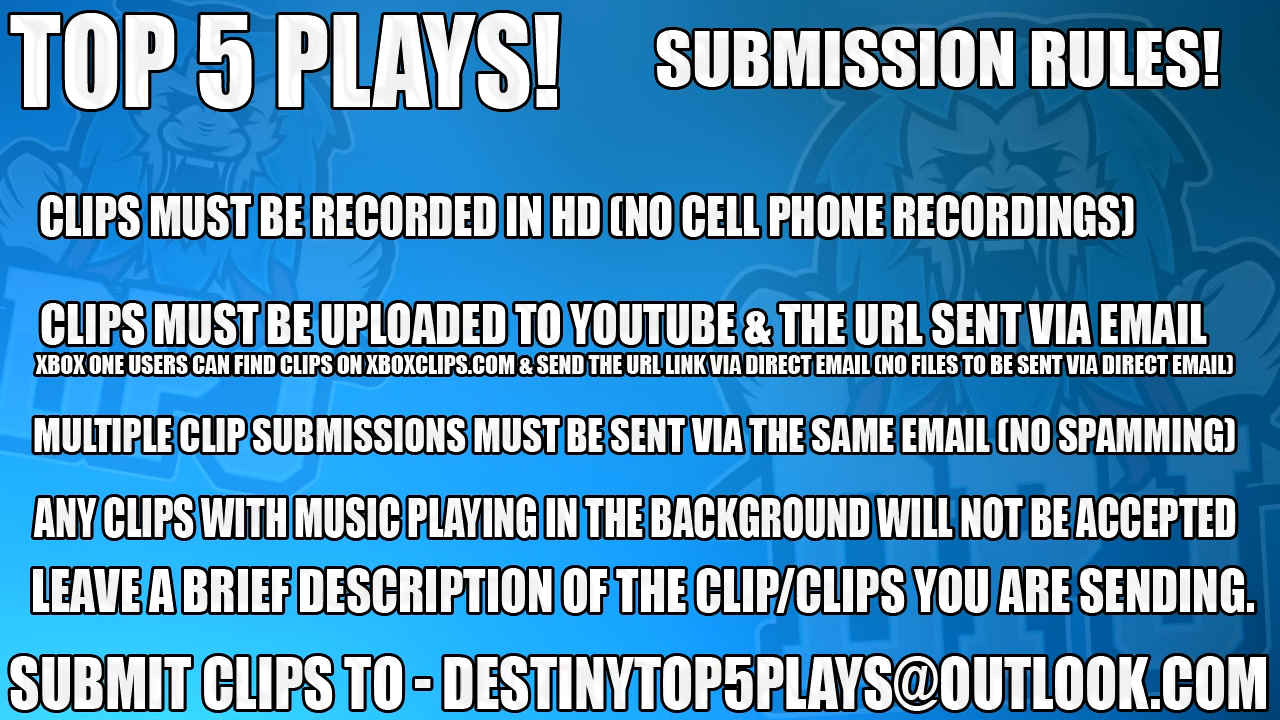 TOP 5 PLAYS!
SUBMISSION RULES!
CLIPS MUST BE RECORDED IN HD (NO CELL PHONE RECORDINGS)
CLIPS MUST BE UPLOADED TO YOUTUBE & THE URL SENT VIA EMAIL
XBOX ONE USERS CAN FIND CLIPS ON XBOXCLIPS.COM & SEND THE URL LINK VIA DIRECT EMAIL (NO FILES TO BE SENT VIA DIRECT EMAIL)
MULTIPLE CLIP SUBMISSIONS MUST BE SENT VIA THE SAME EMAIL (NO SPAMMING)
ANY CLIPS WITH MUSIC PLAYING IN THE BACKGROUND WILL NOT BE ACCEPTED
LEAVE A BRIEF DESCRIPTION OF THE CLIP/CLIPS YOU ARE SENDING.
SUBMIT CLIPS TO - DESTINYTOP5PLAYS@OUTLOOK.COM